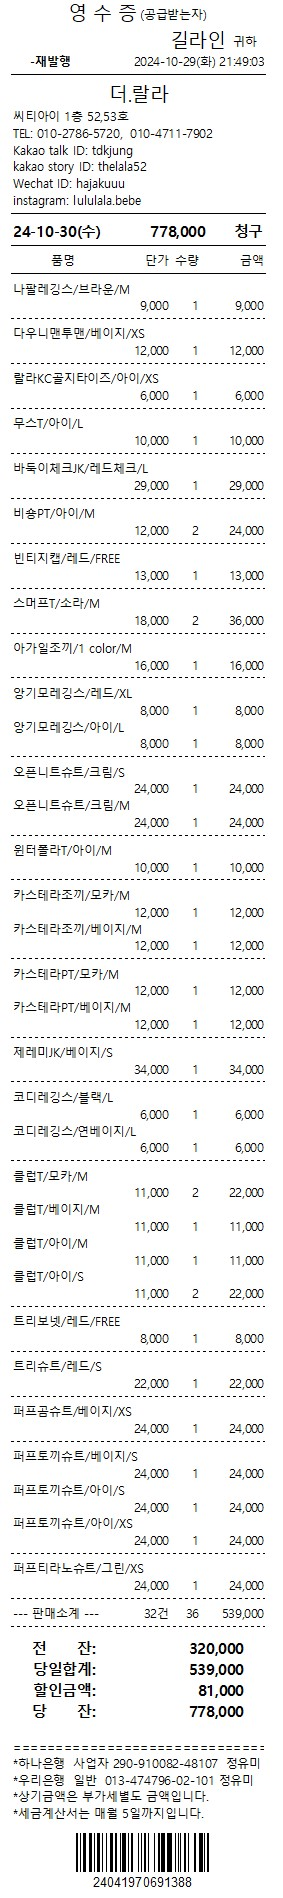 영 수 증 (공급받는자)
길라인 귀하
-재발행 2024-10-29(화) 21:49:03
더.랄라
씨티아이 1층 52,53호
TEL: 010-2786-5720, 010-4711-7902
Kakao talk ID: tdkjung
kakao story ID: thelala52
Wechat ID: hajakuuu
instagram: lululala.bebe
24-10-30(수) 778,000 청구
품명 단가 수량 금액
나팔레깅스/브라운/M
9,000 1 9,000
다우니맨투맨/베이지/XS
12,000 1 12,000
랄라KC골지타이즈/아이/XS
6,000 1 6,000
무스T/아이/L
10,000 1 10,000
바둑이체크JK/레드체크/L
29,000 1 29,000
비숑PT/아이/M
12,000 2 24,000
빈티지캡/레드/FREE
13,000 1 13,000
스머프T/소라/M
18,000 2 36,000
아가일조끼/1 color/M
16,000 1 16,000
양기모레깅스/레드/XL
8,000 1 8,000
양기모레깅스/아이/L
8,000 1 8,000
오픈니트슈트/크림/S
24,000 1 24,000
오픈니트슈트/크림/M
24,000 1 24,000
윈터폴라T/아이/M
10,000 1 10,000
카스테라조끼/모카/M
12,000 1 12,000
카스테라조끼/베이지/M
12,000 1 12,000
카스테라PT/모카/M
12,000 1 12,000
카스테라PT/베이지/M
12,000 1 12,000
제레미JK/베이지/S
34,000 1 34,000
코디레깅스/블랙/L
6,000 1 6,000
코디레깅스/연베이지/L
6,000 1 6,000
클럽T/모카/M
11,000 2 22,000
클럽T/베이지/M
11,000 1 11,000
클럽T/아이/M
11,000 1 11,000
클럽T/아이/S
11,000 2 22,000
트리보넷/레드/FREE
8,000 1 8,000
트리슈트/레드/S
22,000 1 22,000
퍼프곰슈트/베이지/XS
24,000 1 24,000
퍼프토끼슈트/베이지/S
24,000 1 24,000
퍼프토끼슈트/아이/S
24,000 1 24,000
퍼프토끼슈트/아이/XS
24,000 1 24,000
퍼프티라노슈트/그린/XS
24,000 1 24,000
--- 판매소계 --- 32건 36 539,000
전 잔: 320,000
당일합계: 539,000
할인금액: 81,000
당 잔: 778,000
*하나은행 사업자 290-910082-48107 정유미
*우리은행 일반 013-474796-02-101 정유미
*상기금액은 부가세별도 금액입니다.
*세금계산서는 매월 5일까지입니다.
24041970691388